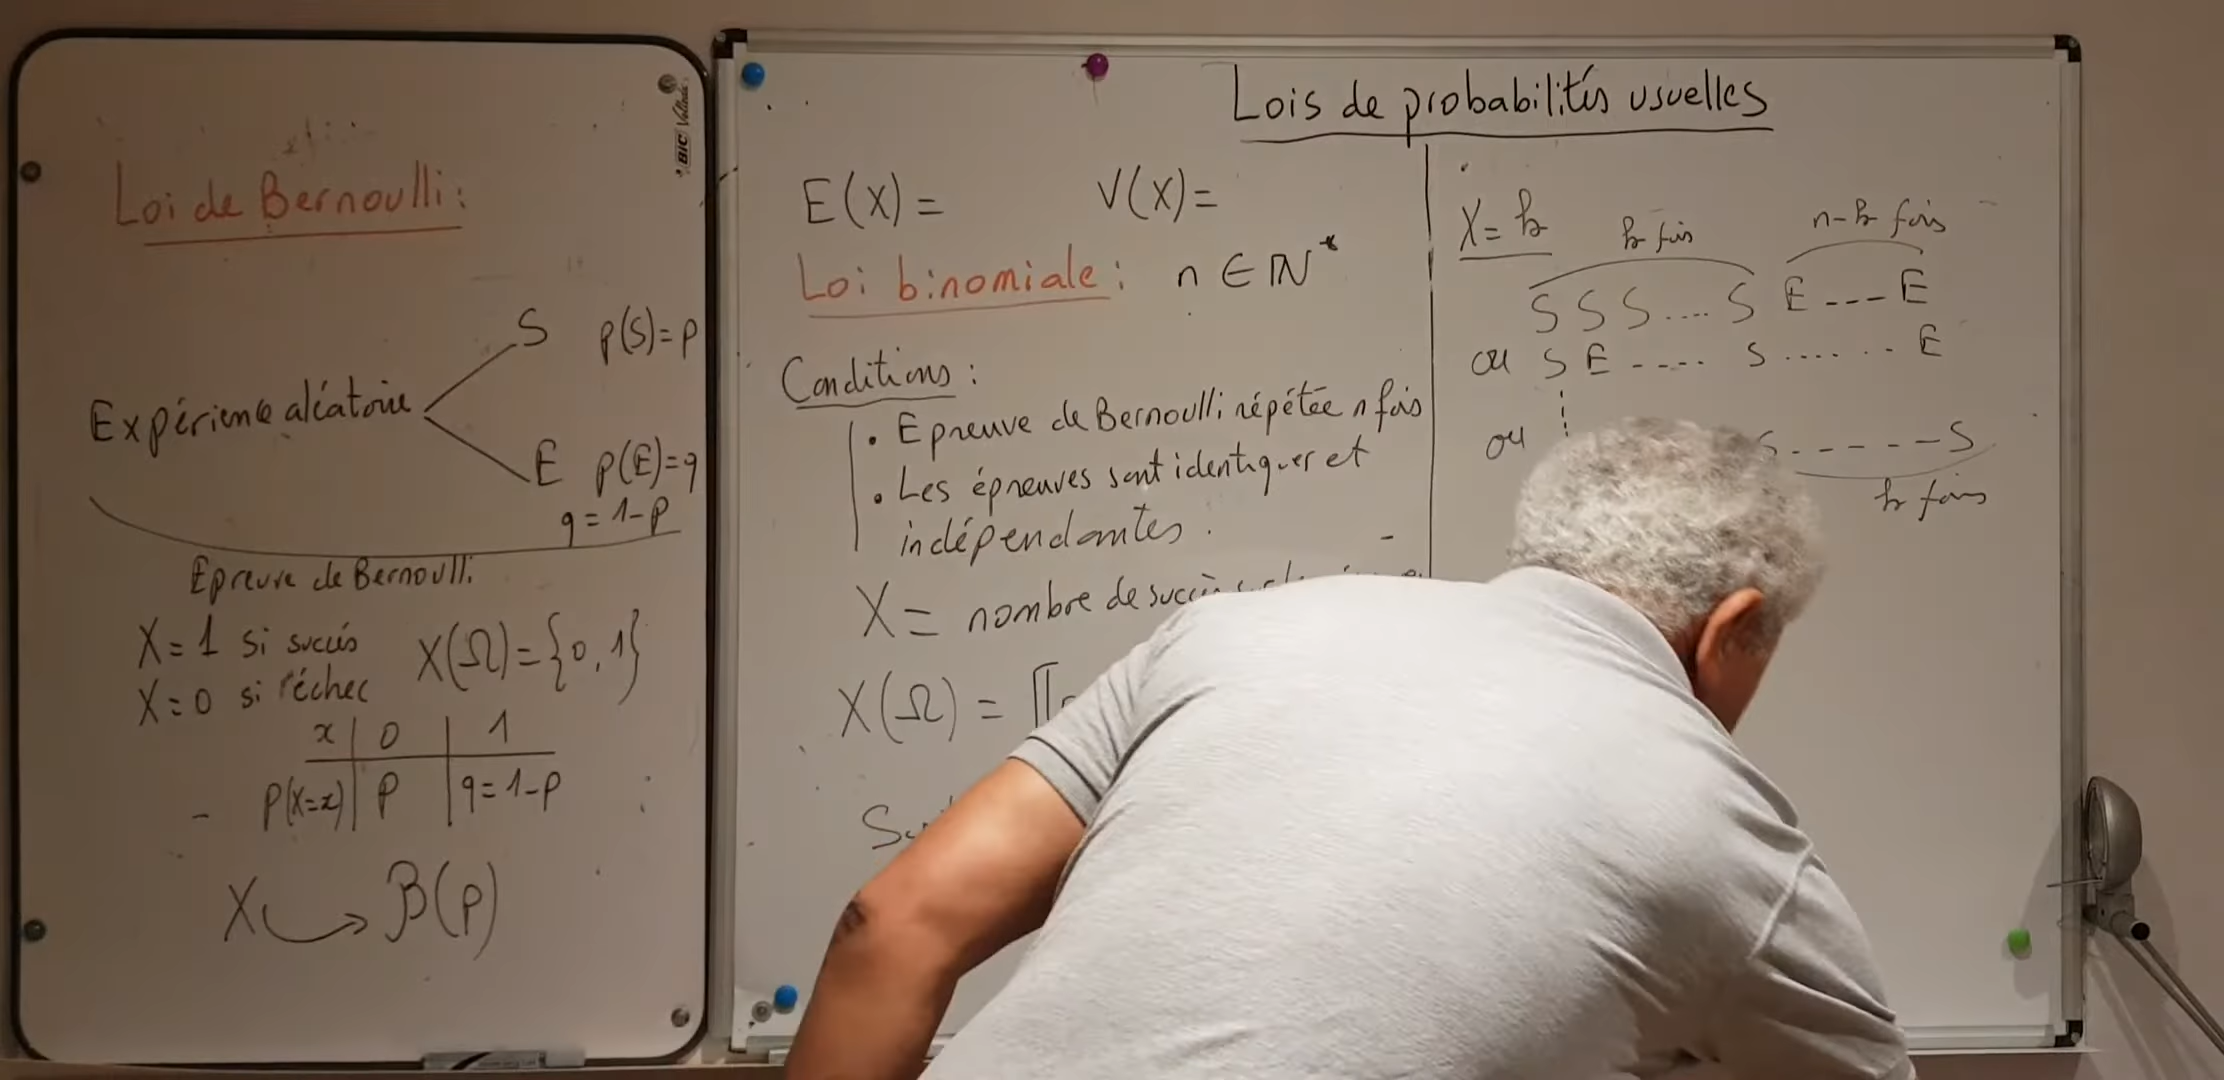 BIC Velleda
Loi de Bernoulli :
Expérience aléatoire
S p(S)=p
E p(E)=q
q = 1-p
Epreuve de Bernoulli
X = 1 si succés
X = 0 si l'échec
X(Ω) = {0, 1}
x | 0 | 1
P(X=x) | p | q = 1-p
X ↪ B(p)
Lois de probabilités usuelles
E(X) = V(X) =
Loi binomiale : n ∈ ℕ*
Conditions :
• Epreuve de Bernoulli répétée n fois
• Les épreuves sont identiques et
indépendantes.
X = nombre de succès
X(Ω) = ⟦
X = k
k fois n-k fois
S S S .... S E --- E
ou S E ---- S ....... E
ou S - - - - - S
k fois